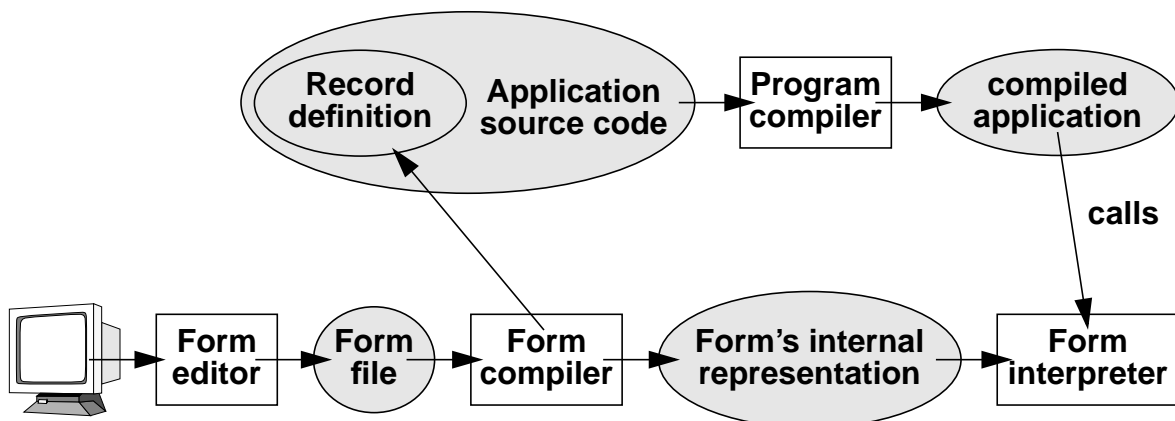 Record
definition
Application
source code
Program
compiler
compiled
application
calls
Form
editor
Form
file
Form
compiler
Form’s internal
representation
Form
interpreter